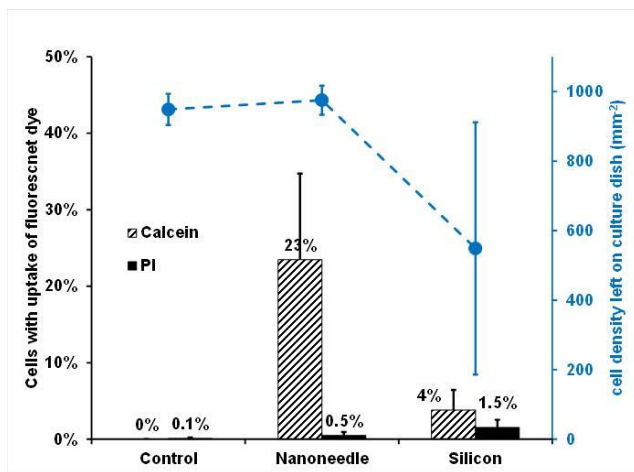 50%
40%
30%
20%
10%
0%
Cells with uptake of fluorescnet dye
Calcein
PI
0%
0.1%
23%
0.5%
4%
1.5%
Control
Nanoneedle
Silicon
1000
800
600
400
200
0
cell density left on culture dish (mm⁻²)